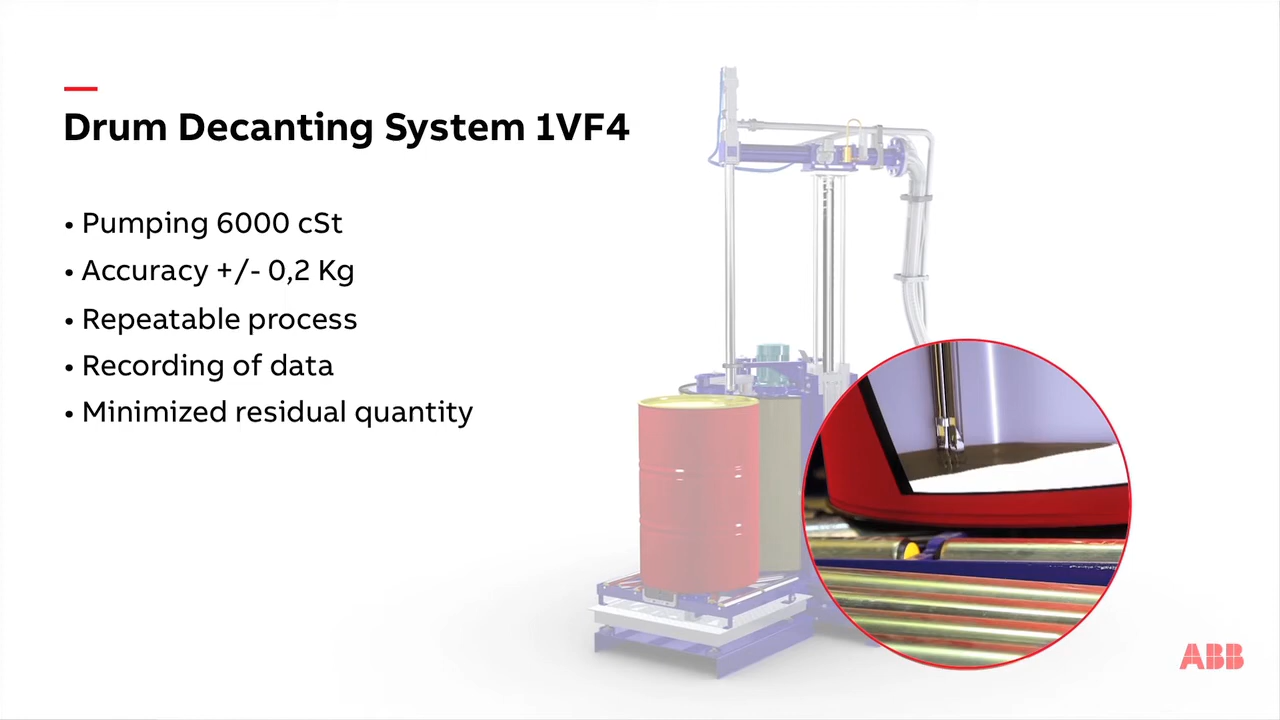 Drum Decanting System 1VF4
• Pumping 6000 cSt
• Accuracy +/- 0,2 Kg
• Repeatable process
• Recording of data
• Minimized residual quantity
ABB